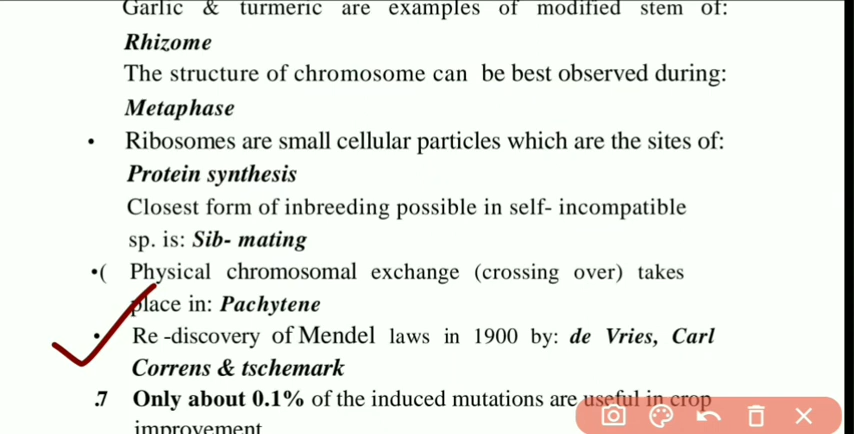 Garlic & turmeric are examples of modified stem of:
Rhizome
The structure of chromosome can be best observed during:
Metaphase
• Ribosomes are small cellular particles which are the sites of:
Protein synthesis
Closest form of inbreeding possible in self- incompatible
sp. is: Sib- mating
•( Physical chromosomal exchange (crossing over) takes
place in: Pachytene
• Re -discovery of Mendel laws in 1900 by: de Vries, Carl
Correns & tschemark
.7 Only about 0.1% of the induced mutations are useful in crop
improvement